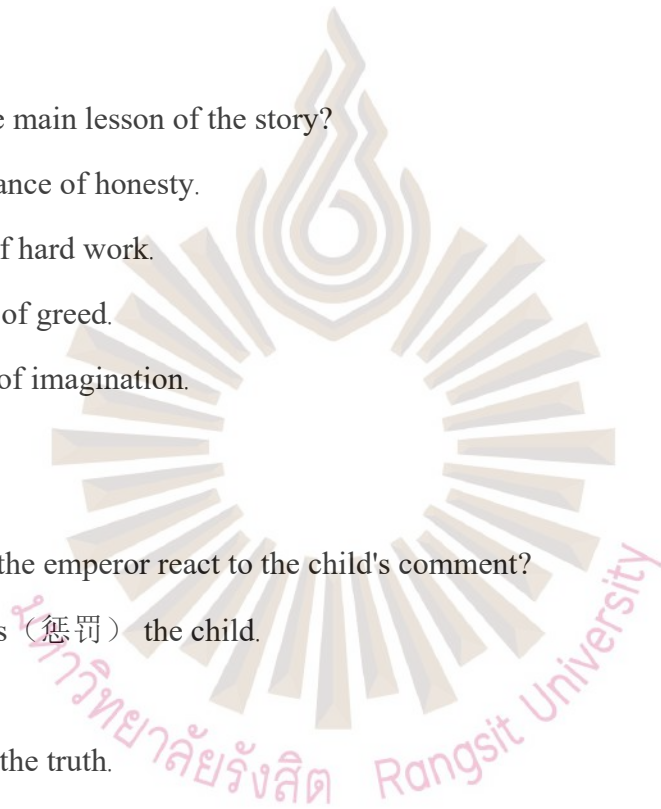 e main lesson of the story?
ance of honesty.
f hard work.
of greed.
of imagination.
the emperor react to the child's comment?
s（惩罚） the child.
the truth.
มหาวิทยาลัยรังสิต Rangsit University